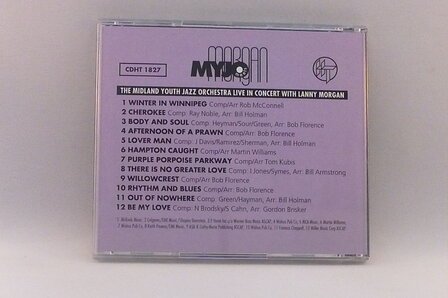 MORGAN
CDHT 1827
MYJO
THE MIDLAND YOUTH JAZZ ORCHESTRA LIVE IN CONCERT WITH LANNY MORGAN
1 WINTER IN WINNIPEG Comp/Arr Rob McConnell
2 CHEROKEE Comp: Ray Noble, Arr: Bill Holman
3 BODY AND SOUL Comp: Heyman/Sour/Green, Arr: Bob Florence
4 AFTERNOON OF A PRAWN Comp/Arr: Bob Florence
5 LOVER MAN Comp: J Davis/Ramirez/Sherman, Arr: Bill Holman
6 HAMPTON CAUGHT Comp/Arr Martin Williams
7 PURPLE PORPOISE PARKWAY Comp/Arr Tom Kubis
8 THERE IS NO GREATER LOVE Comp: I Jones/Symes, Arr: Bill Armstrong
9 WILLOWCREST Comp/Arr Bob Florence
10 RHYTHM AND BLUES Comp/Arr: Bob Florence
11 OUT OF NOWHERE Comp: Green/Hayman, Arr: Bill Holman
12 BE MY LOVE Comp: N Brodsky/S Cahn, Arr: Gordon Brisker